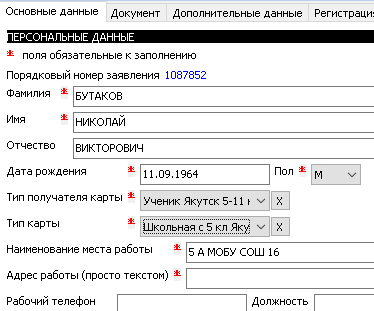 Основные данные Документ Дополнительные данные Регистрация
ПЕРСОНАЛЬНЫЕ ДАННЫЕ
* поля обязательные к заполнению
Порядковый номер заявления 1087852
Фамилия * БУТАКОВ
Имя * НИКОЛАЙ
Отчество ВИКТОРОВИЧ
Дата рождения * 11.09.1964 Пол * М
Тип получателя карты * Ученик Якутск 5-11 к X
Тип карты * Школьная с 5 кл Яку X
Наименование места работы * 5 А МОБУ СОШ 16
Адрес работы (просто текстом) *
Рабочий телефон Должность